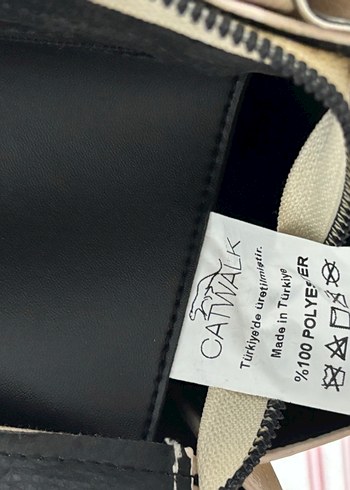 CATWALK
Türkiye'de üretilmiştir.
Made in Türkiye
%100 POLYESTER